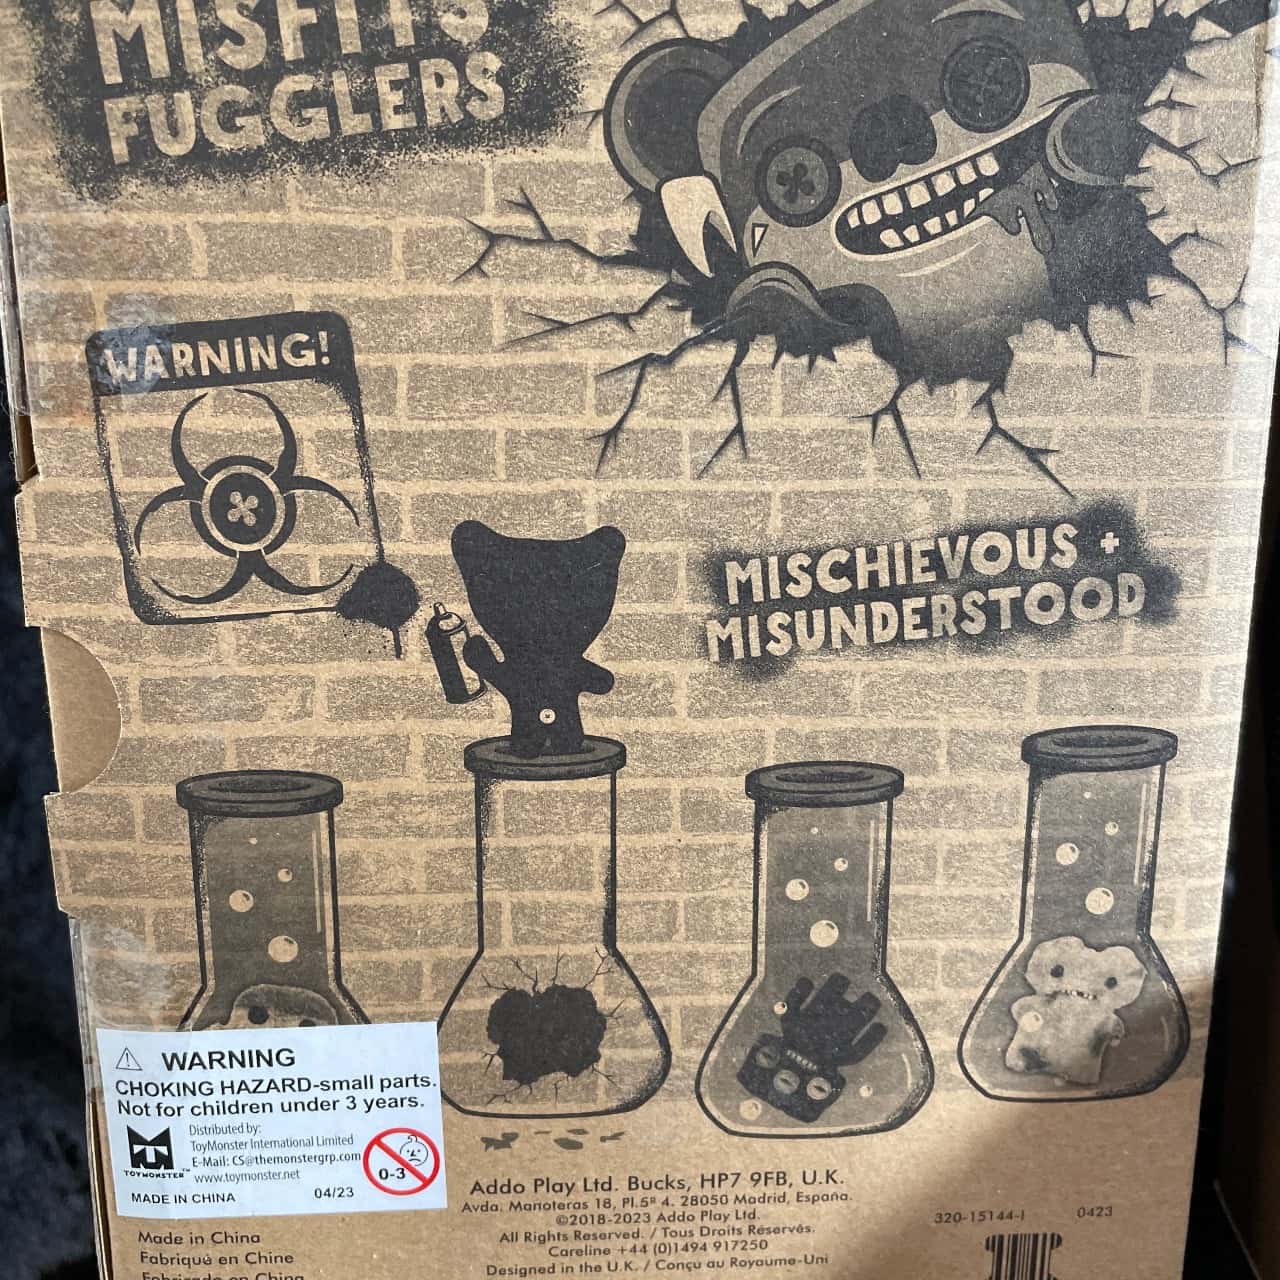 MISFITS
FUGGLERS
WARNING!
MISCHIEVOUS +
MISUNDERSTOOD
WARNING
CHOKING HAZARD-small parts.
Not for children under 3 years.
Distributed by:
ToyMonster International Limited
E-Mail: CS@themonstergrp.com
www.toymonster.net
TOYMONSTER™
0-3
MADE IN CHINA
04/23
Addo Play Ltd. Bucks, HP7 9FB, U.K.
Avda. Manoteras 18, Pl.5ª 4. 28050 Madrid, España.
©2018-2023 Addo Play Ltd.
All Rights Reserved. / Tous Droits Réservés.
Careline +44 (0)1494 917250
Designed in the U.K. / Conçu au Royaume-Uni
320-15144-I 0423
Made in China
Fabriqué en Chine
Fabricado en China